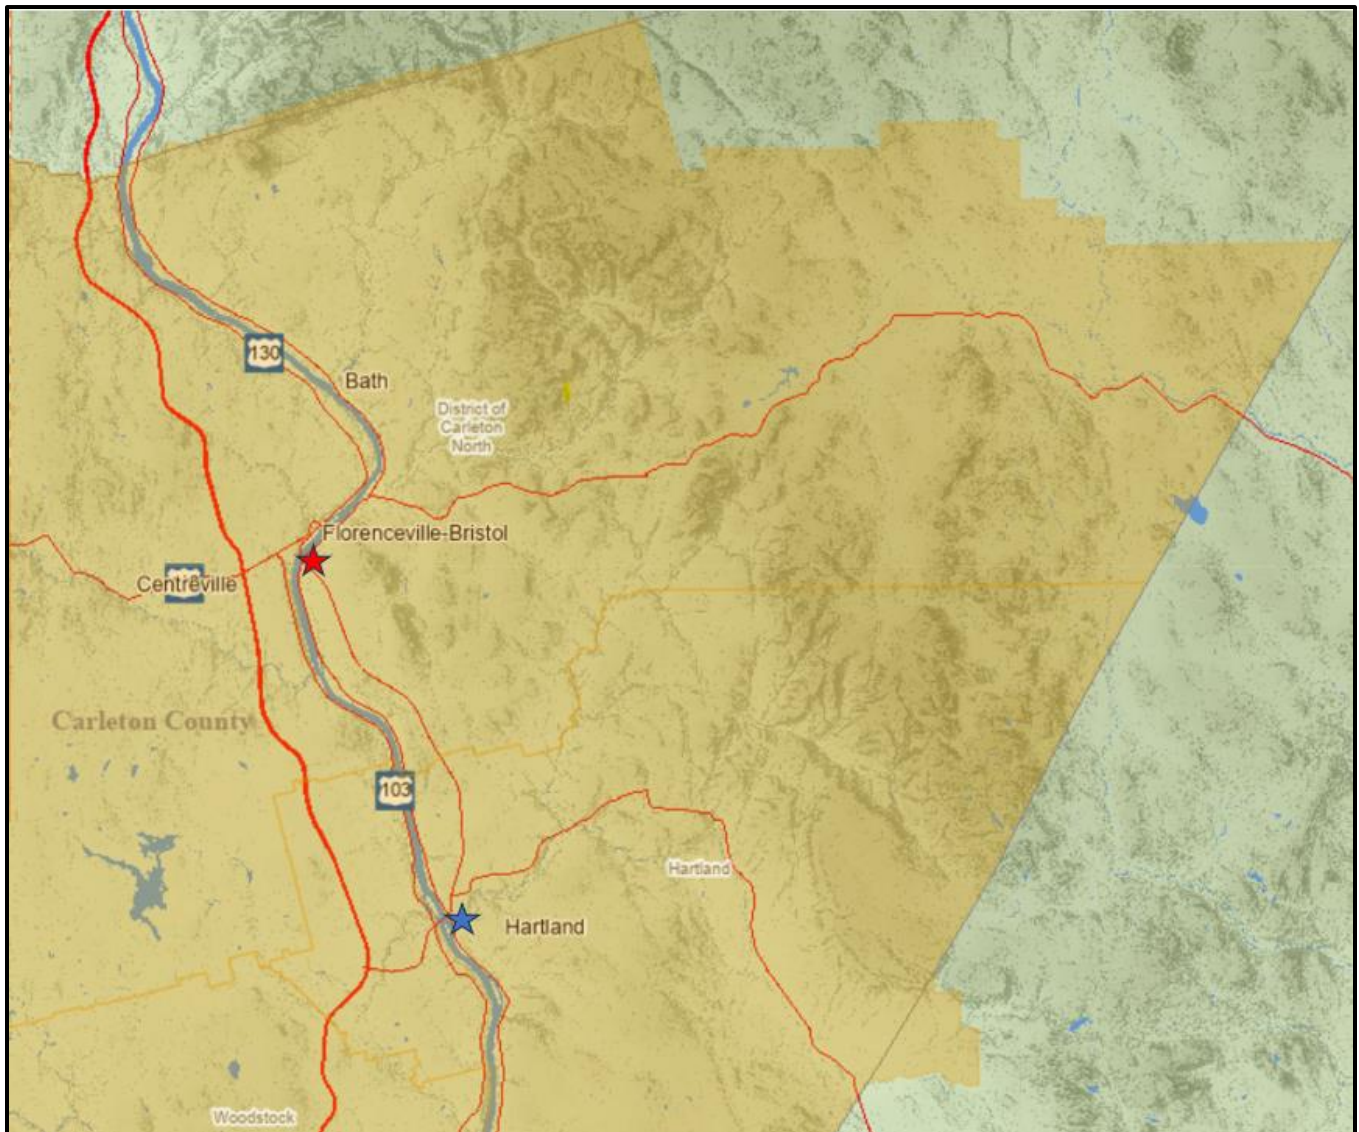 130
Bath
District of
Carleton
North
Florenceville-Bristol
Centreville
Carleton County
103
Hartland
Hartland
Woodstock